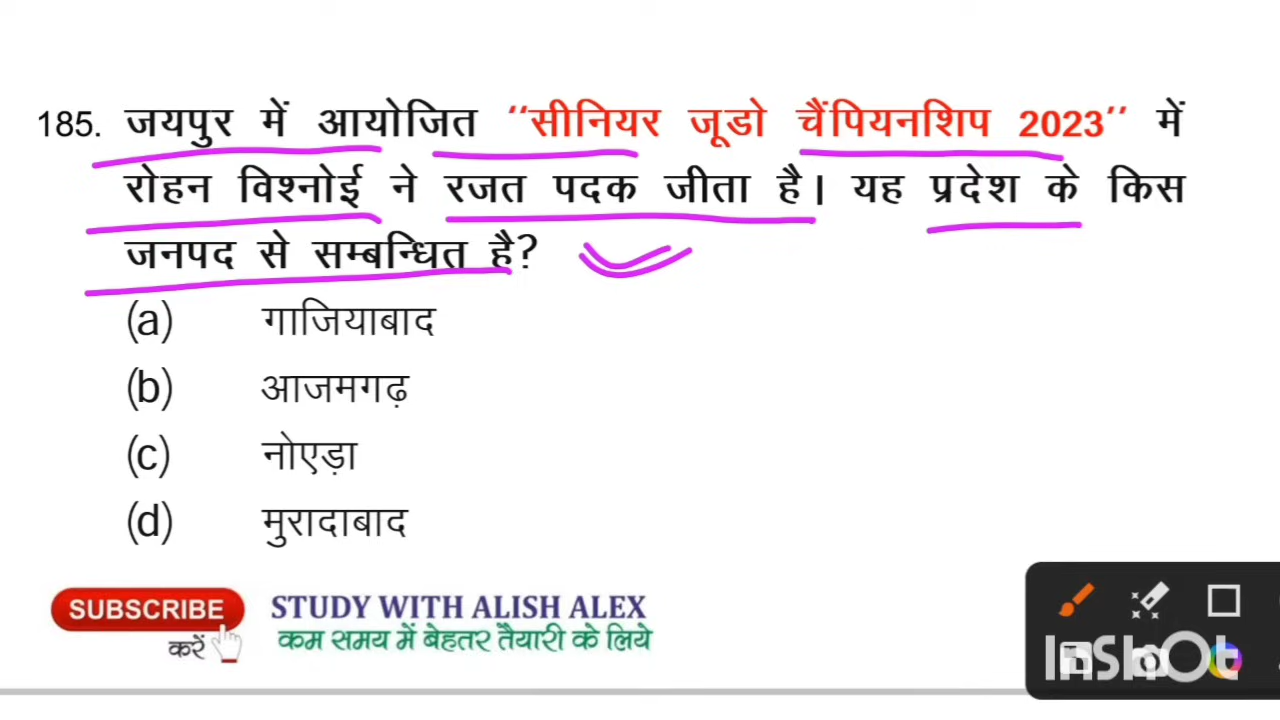 185. जयपुर में आयोजित ‘‘सीनियर जूडो चैंपियनशिप 2023’’ में
रोहन विश्नोई ने रजत पदक जीता है। यह प्रदेश के किस
जनपद से सम्बन्धित है?
(a) गाजियाबाद
(b) आजमगढ़
(c) नोएड़ा
(d) मुरादाबाद
SUBSCRIBE
करें
STUDY WITH ALISH ALEX
कम समय में बेहतर तैयारी के लिये
InShOt